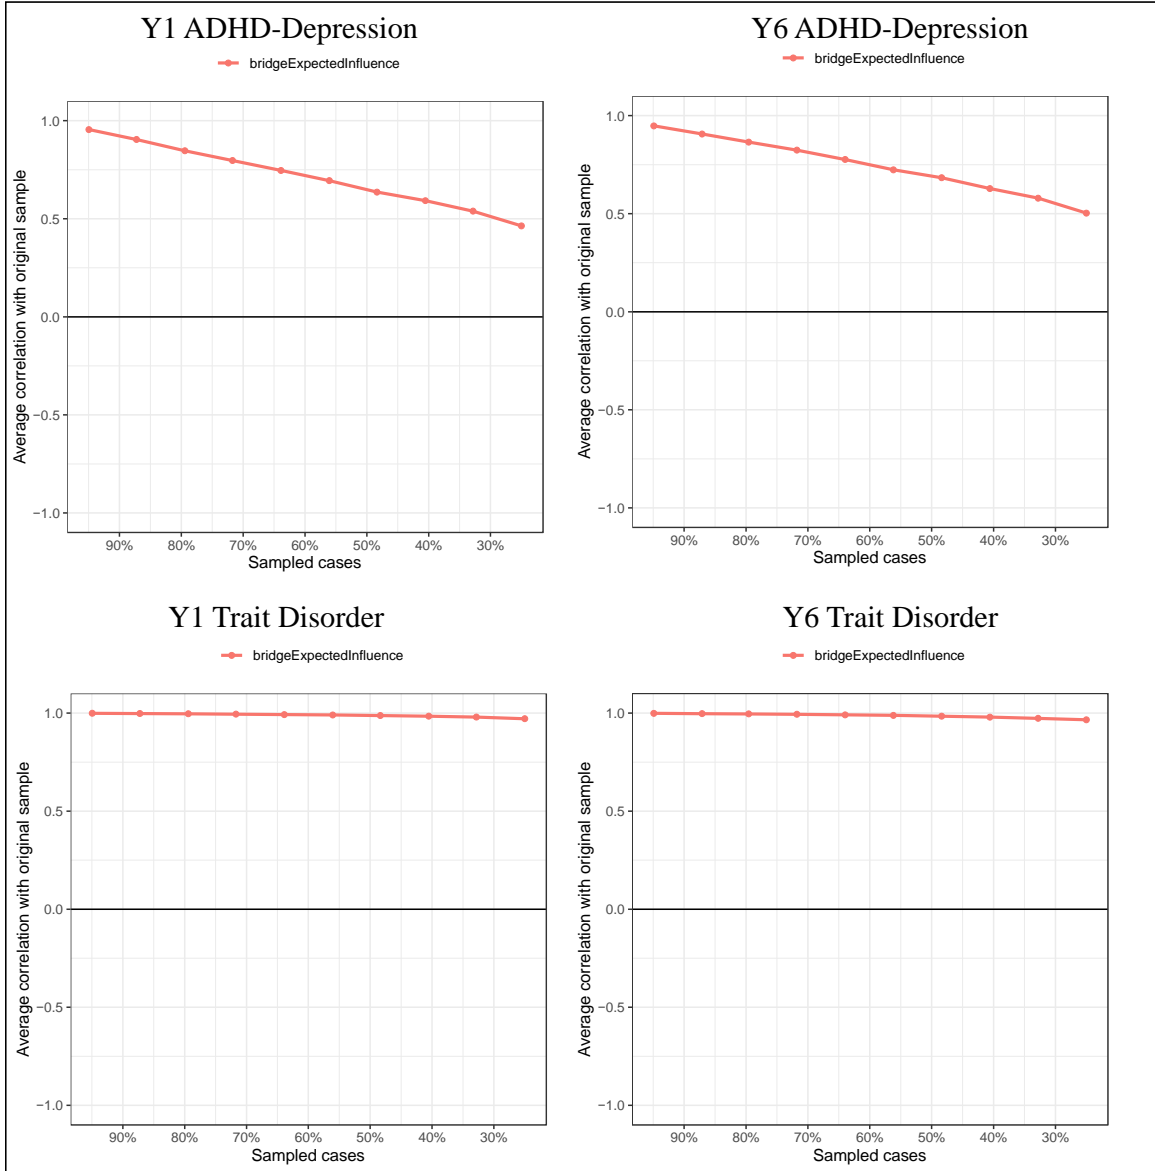 Y1 ADHD-Depression
bridgeExpectedInfluence
Average correlation with original sample
1.0
0.5
0.0
−0.5
−1.0
90% 80% 70% 60% 50% 40% 30%
Sampled cases
Y6 ADHD-Depression
bridgeExpectedInfluence
Average correlation with original sample
1.0
0.5
0.0
−0.5
−1.0
90% 80% 70% 60% 50% 40% 30%
Sampled cases
Y1 Trait Disorder
bridgeExpectedInfluence
Average correlation with original sample
1.0
0.5
0.0
−0.5
−1.0
90% 80% 70% 60% 50% 40% 30%
Sampled cases
Y6 Trait Disorder
bridgeExpectedInfluence
Average correlation with original sample
1.0
0.5
0.0
−0.5
−1.0
90% 80% 70% 60% 50% 40% 30%
Sampled cases